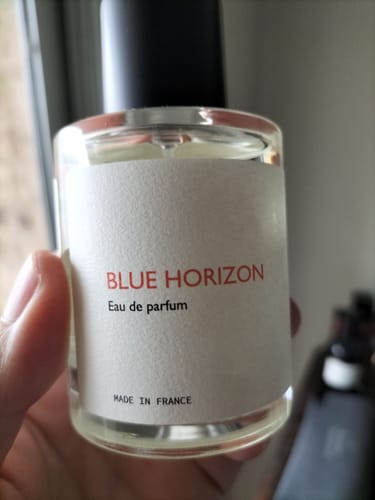 BLUE HORIZON
Eau de parfum
MADE IN FRANCE